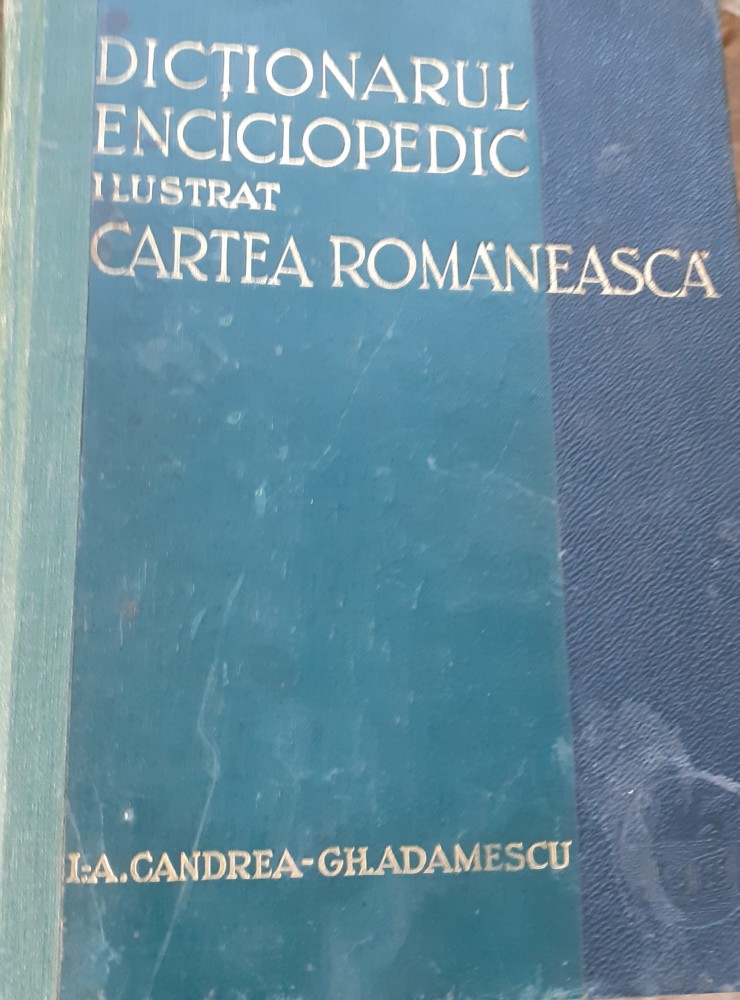 DICȚIONARUL
ENCICLOPEDIC
ILUSTRAT
CARTEA ROMÂNEASCĂ
I.-A. CANDREA-GH.ADAMESCU